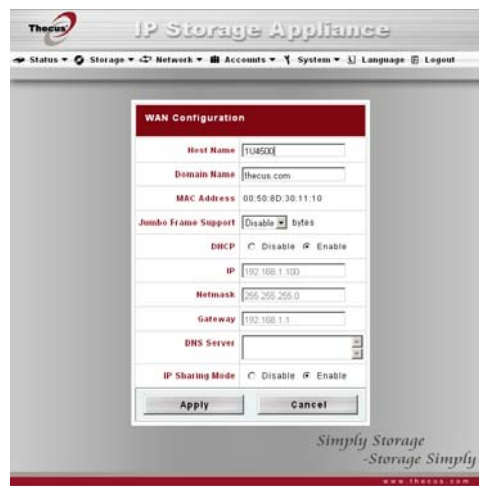 Thecus
IP Storage Appliance
Status Storage Network Accounts System Language Logout
WAN Configuration
Host Name 1U4500
Domain Name thecus.com
MAC Address 00:50:8D:30:11:10
Jumbo Frame Support Disable bytes
DHCP Disable Enable
IP 192.168.1.100
Netmask 255.255.255.0
Gateway 192.168.1.1
DNS Server
IP Sharing Mode Disable Enable
Apply Cancel
Simply Storage
-Storage Simply
www.thecus.com